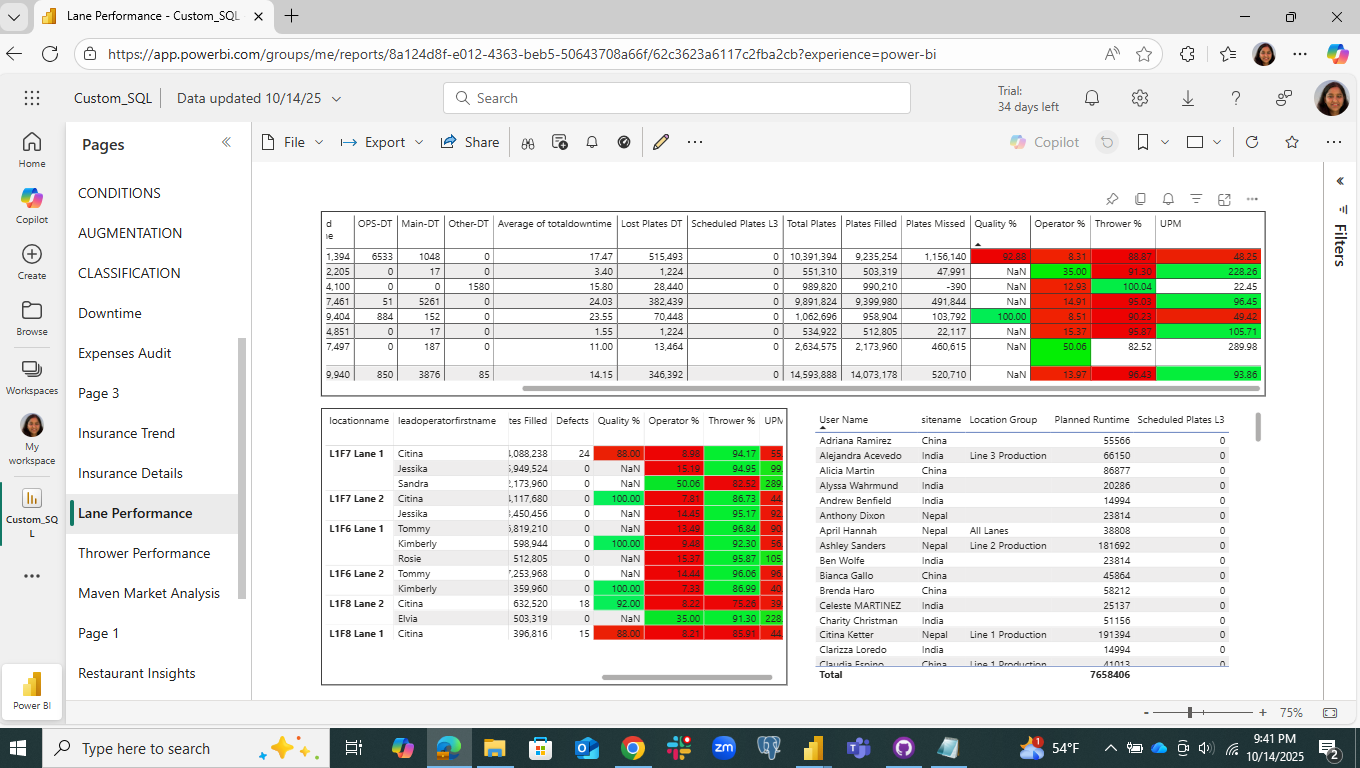 Lane Performance - Custom_SQL
https://app.powerbi.com/groups/me/reports/8a124d8f-e012-4363-beb5-50643708a66f/62c3623a6117c2fba2cb?experience=power-bi
Custom_SQL
Data updated 10/14/25
Search
Trial:
34 days left
Home
Copilot
Create
Browse
Workspaces
My
workspace
Custom_SQ
L
Power BI
Pages
CONDITIONS
AUGMENTATION
CLASSIFICATION
Downtime
Expenses Audit
Page 3
Insurance Trend
Insurance Details
Lane Performance
Thrower Performance
Maven Market Analysis
Page 1
Restaurant Insights
File Export Share Copilot
Filters
OPS-DT Main-DT Other-DT Average of totaldowntime Lost Plates DT Scheduled Plates L3 Total Plates Plates Filled Plates Missed Quality % Operator % Thrower % UPM
1,394 6533 1048 0 17.47 515,493 0 10,391,394 9,235,254 1,156,140 92.88 8.31 88.87 48.25
2,205 0 17 0 3.40 1,224 0 551,310 503,319 47,991 NaN 35.00 91.30 228.26
4,100 0 0 1580 15.80 28,440 0 989,820 990,210 -390 NaN 12.93 100.04 22.45
7,461 51 5261 0 24.03 382,439 0 9,891,824 9,399,980 491,844 NaN 14.91 95.03 96.45
9,404 884 152 0 23.55 70,448 0 1,062,696 958,904 103,792 100.00 8.51 90.23 49.42
4,851 0 17 0 1.55 1,224 0 534,922 512,805 22,117 NaN 15.37 95.87 105.71
7,497 0 187 0 11.00 13,464 0 2,634,575 2,173,960 460,615 NaN 50.06 82.52 289.98
9,940 850 3876 85 14.15 346,392 0 14,593,888 14,073,178 520,710 NaN 13.97 96.43 93.86
locationname leadoperatorfirstname tes Filled Defects Quality % Operator % Thrower % UPM
L1F7 Lane 1 Citina ,088,238 24 88.00 8.98 94.17 55.
Jessika ,949,524 0 NaN 15.19 94.95 99.
Sandra 2,173,960 0 NaN 50.06 82.52 289.
L1F7 Lane 2 Citina ,117,680 0 100.00 7.81 86.73 44.
Jessika ,450,456 0 NaN 14.45 95.17 92.
L1F6 Lane 1 Tommy ,819,210 0 NaN 13.49 96.84 90.
Kimberly 598,944 0 100.00 9.48 92.30 56.
Rosie 512,805 0 NaN 15.37 95.87 105.
L1F6 Lane 2 Tommy 7,253,968 0 NaN 14.44 96.06 96.
Kimberly 359,960 0 100.00 7.33 86.99 40.
L1F8 Lane 2 Citina 632,520 18 92.00 8.22 75.26 39.
Elvia 503,319 0 NaN 35.00 91.30 228.
L1F8 Lane 1 Citina 396,816 15 88.00 8.21 85.91 44.
User Name sitename Location Group Planned Runtime Scheduled Plates L3
Adriana Ramirez China 55566 0
Alejandra Acevedo India Line 3 Production 66150 0
Alicia Martin China 86877 0
Alyssa Wahrmund India 20286 0
Andrew Benfield India 14994 0
Anthony Dixon Nepal 23814 0
April Hannah Nepal All Lanes 38808 0
Ashley Sanders Nepal Line 2 Production 181692 0
Ben Wolfe India 23814 0
Bianca Gallo China 45864 0
Brenda Haro China 58212 0
Celeste MARTINEZ India 25137 0
Charity Christman India 51156 0
Citina Ketter Nepal Line 1 Production 191394 0
Clarizza Loredo India 14994 0
Claudia Espino China Line 1 Production 41013 0
Total 7658406
- + 75%
Type here to search
1 54°F
9:41 PM
10/14/2025
2